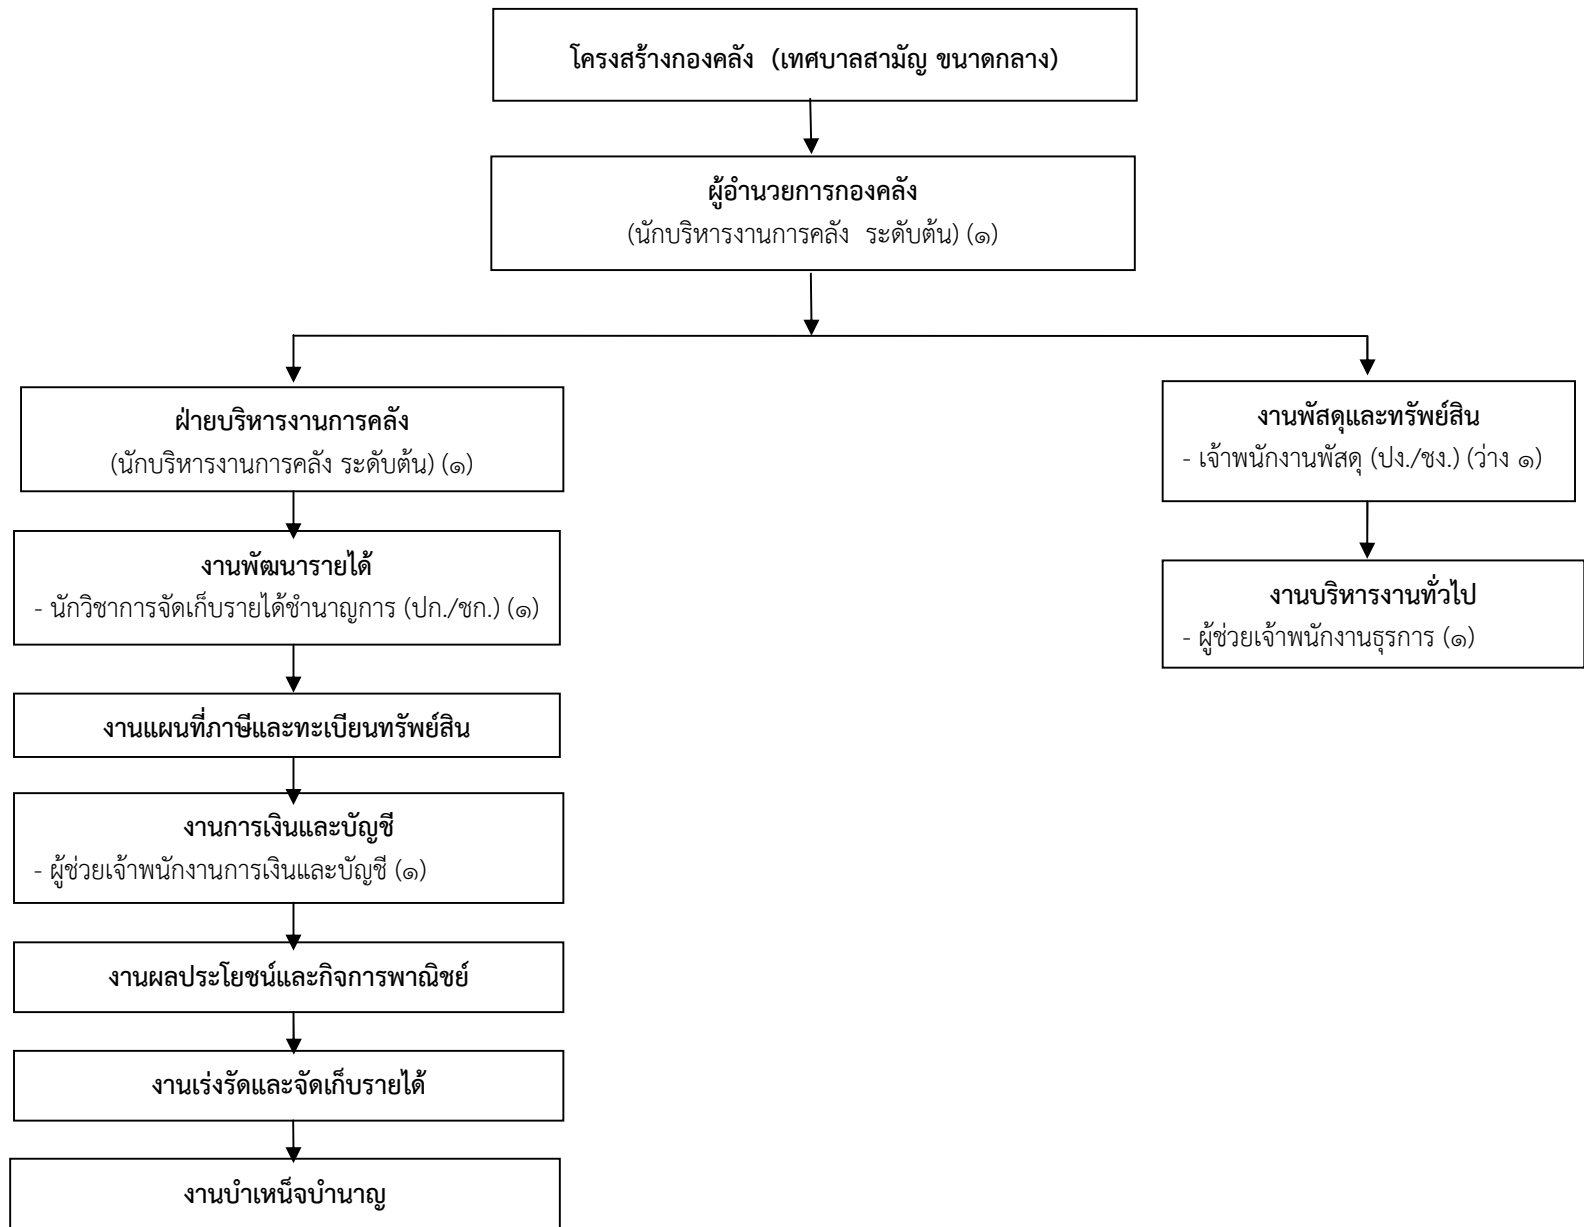 โครงสร้างกองคลัง (เทศบาลสามัญ ขนาดกลาง)
ผู้อำนวยการกองคลัง
(นักบริหารงานการคลัง ระดับต้น) (๑)
ฝ่ายบริหารงานการคลัง
(นักบริหารงานการคลัง ระดับต้น) (๑)
งานพัฒนารายได้
- นักวิชาการจัดเก็บรายได้ชำนาญการ (ปก./ชก.) (๑)
งานแผนที่ภาษีและทะเบียนทรัพย์สิน
งานการเงินและบัญชี
- ผู้ช่วยเจ้าพนักงานการเงินและบัญชี (๑)
งานผลประโยชน์และกิจการพาณิชย์
งานเร่งรัดและจัดเก็บรายได้
งานบำเหน็จบำนาญ
งานพัสดุและทรัพย์สิน
- เจ้าพนักงานพัสดุ (ปง./ชง.) (ว่าง ๑)
งานบริหารงานทั่วไป
- ผู้ช่วยเจ้าพนักงานธุรการ (๑)